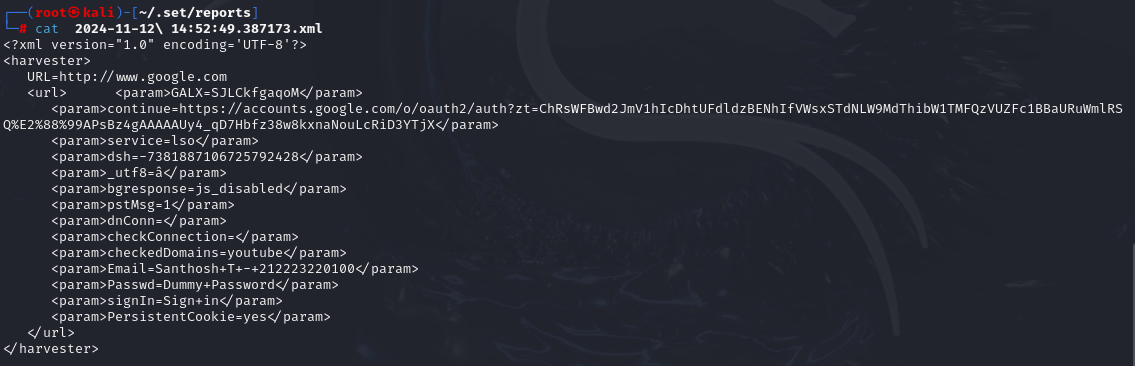 ┌──(root㉿kali)-[~/.set/reports]
└─# cat  2024-11-12\ 14:52:49.387173.xml
<?xml version="1.0" encoding='UTF-8'?>
<harvester>
   URL=http://www.google.com
   <url>      <param>GALX=SJLCkfgaqoM</param>
      <param>continue=https://accounts.google.com/o/oauth2/auth?zt=ChRsWFBwd2JmV1hIcDhtUFdldzBENhIfVWsxSTdNLW9MdThibW1TMFQzVUZFc1BBaURuWmlRS
Q%E2%88%99APsBz4gAAAAAUy4_qD7Hbfz38w8kxnaNouLcRiD3YTjX</param>
      <param>service=lso</param>
      <param>dsh=-7381887106725792428</param>
      <param>_utf8=â</param>
      <param>bgresponse=js_disabled</param>
      <param>pstMsg=1</param>
      <param>dnConn=</param>
      <param>checkConnection=</param>
      <param>checkedDomains=youtube</param>
      <param>Email=Santhosh+T+-+212223220100</param>
      <param>Passwd=Dummy+Password</param>
      <param>signIn=Sign+in</param>
      <param>PersistentCookie=yes</param>
   </url>
</harvester>